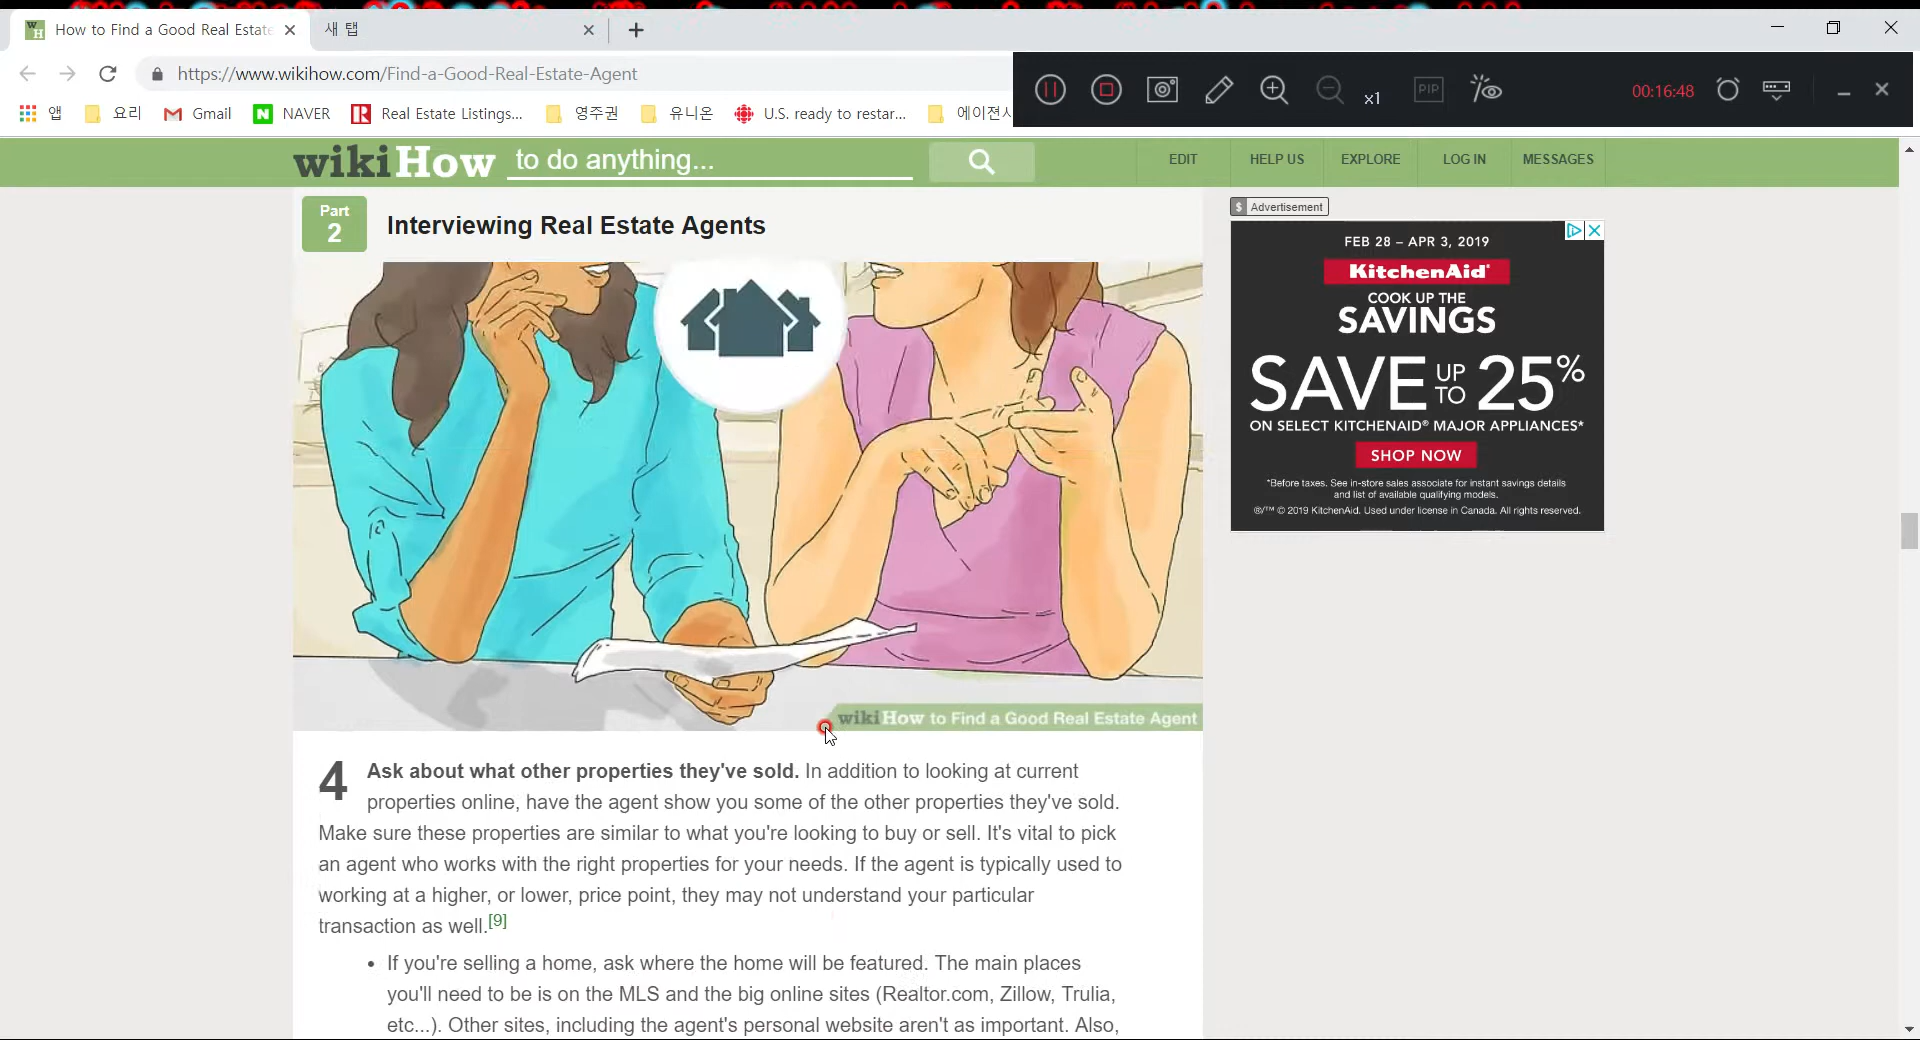 How to Find a Good Real Estate
새 탭
https://www.wikihow.com/Find-a-Good-Real-Estate-Agent
x1
PIP
00:16:48
앱
요리
Gmail
NAVER
Real Estate Listings...
영주권
유니온
U.S. ready to restar...
에이젼시
wikiHow to do anything...
EDIT
HELP US
EXPLORE
LOG IN
MESSAGES
Part
2
Interviewing Real Estate Agents
wikiHow to Find a Good Real Estate Agent
4 Ask about what other properties they've sold. In addition to looking at current
properties online, have the agent show you some of the other properties they've sold.
Make sure these properties are similar to what you're looking to buy or sell. It's vital to pick
an agent who works with the right properties for your needs. If the agent is typically used to
working at a higher, or lower, price point, they may not understand your particular
transaction as well.[9]
• If you're selling a home, ask where the home will be featured. The main places
you'll need to be is on the MLS and the big online sites (Realtor.com, Zillow, Trulia,
etc...). Other sites, including the agent's personal website aren't as important. Also,
$ Advertisement
FEB 28 – APR 3, 2019
KitchenAid®
COOK UP THE
SAVINGS
SAVE UP TO 25%
ON SELECT KITCHENAID® MAJOR APPLIANCES*
SHOP NOW
*Before taxes. See in-store sales associate for instant savings details
and list of available qualifying models.
®/™ © 2019 KitchenAid. Used under license in Canada. All rights reserved.